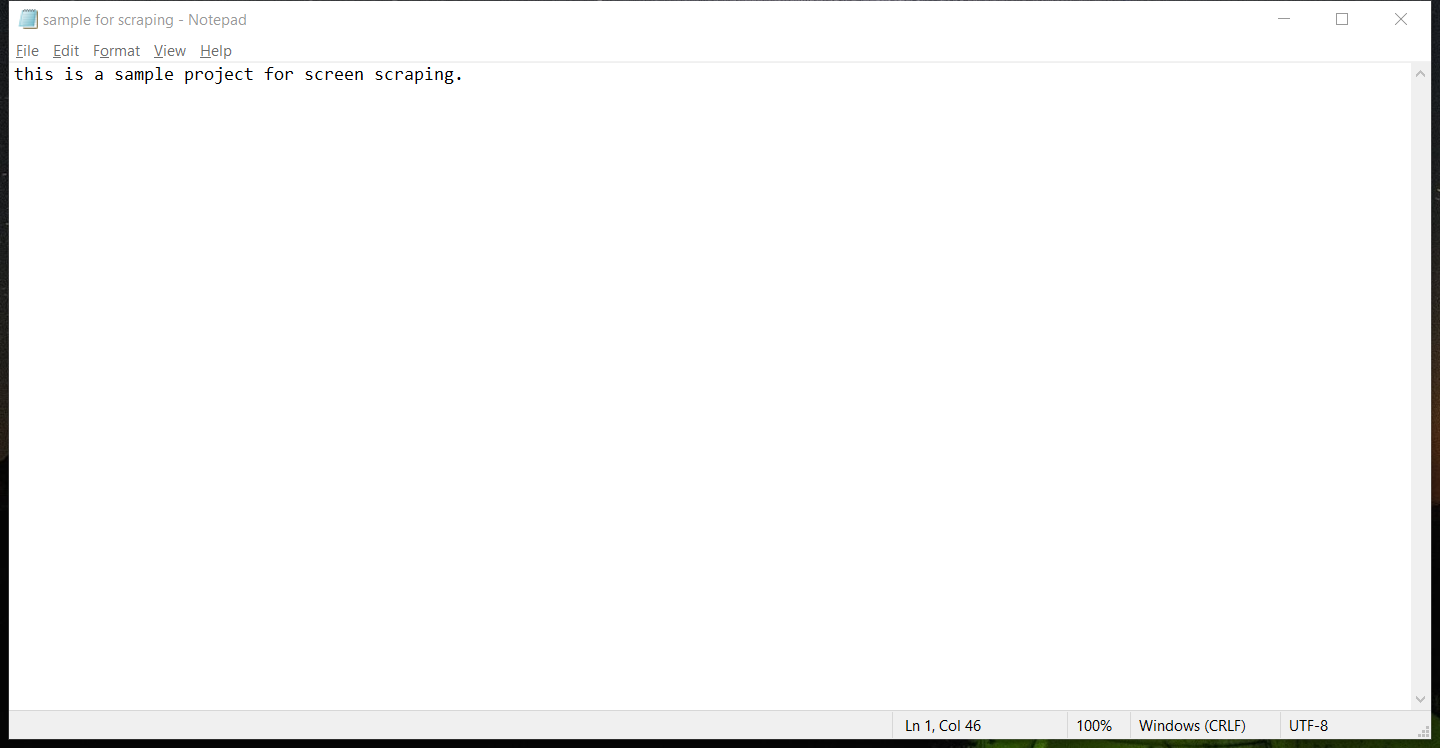 sample for scraping - Notepad
File Edit Format View Help
this is a sample project for screen scraping.
Ln 1, Col 46 100% Windows (CRLF) UTF-8